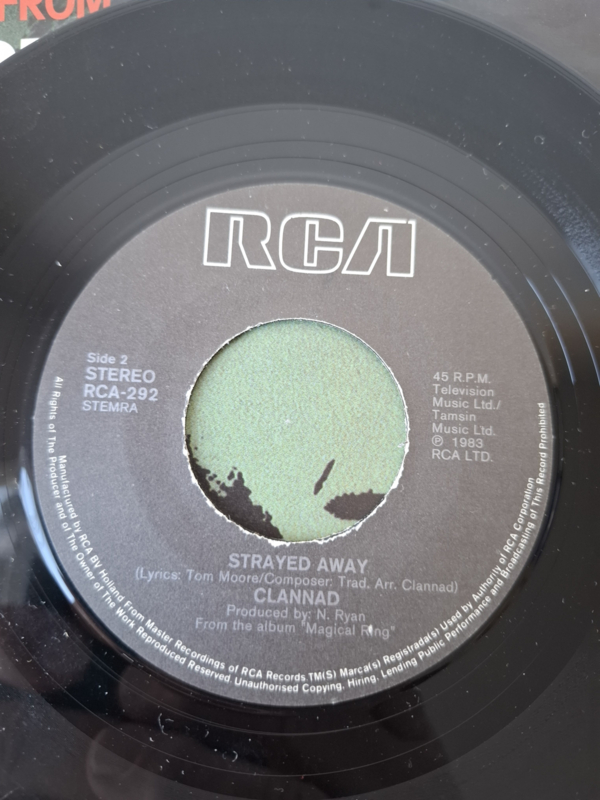 FROM
RCA
Side 2
STEREO
RCA-292
STEMRA
45 R.P.M.
Television
Music Ltd./
Tamsin
Music Ltd.
℗ 1983
RCA LTD.
STRAYED AWAY
(Lyrics: Tom Moore/Composer: Trad. Arr. Clannad)
CLANNAD
Produced by: N. Ryan
From the album "Magical Ring"
Manufactured by RCA BV Holland From Master Recordings of RCA Records TM(S) Marca(s) Registrada(s) Used by Authority of RCA Corporation
All Rights of The Producer and of The Owner of The Work Reproduced Reserved. Unauthorised Copying, Hiring, Lending Public Performance and Broadcasting of This Record Prohibited